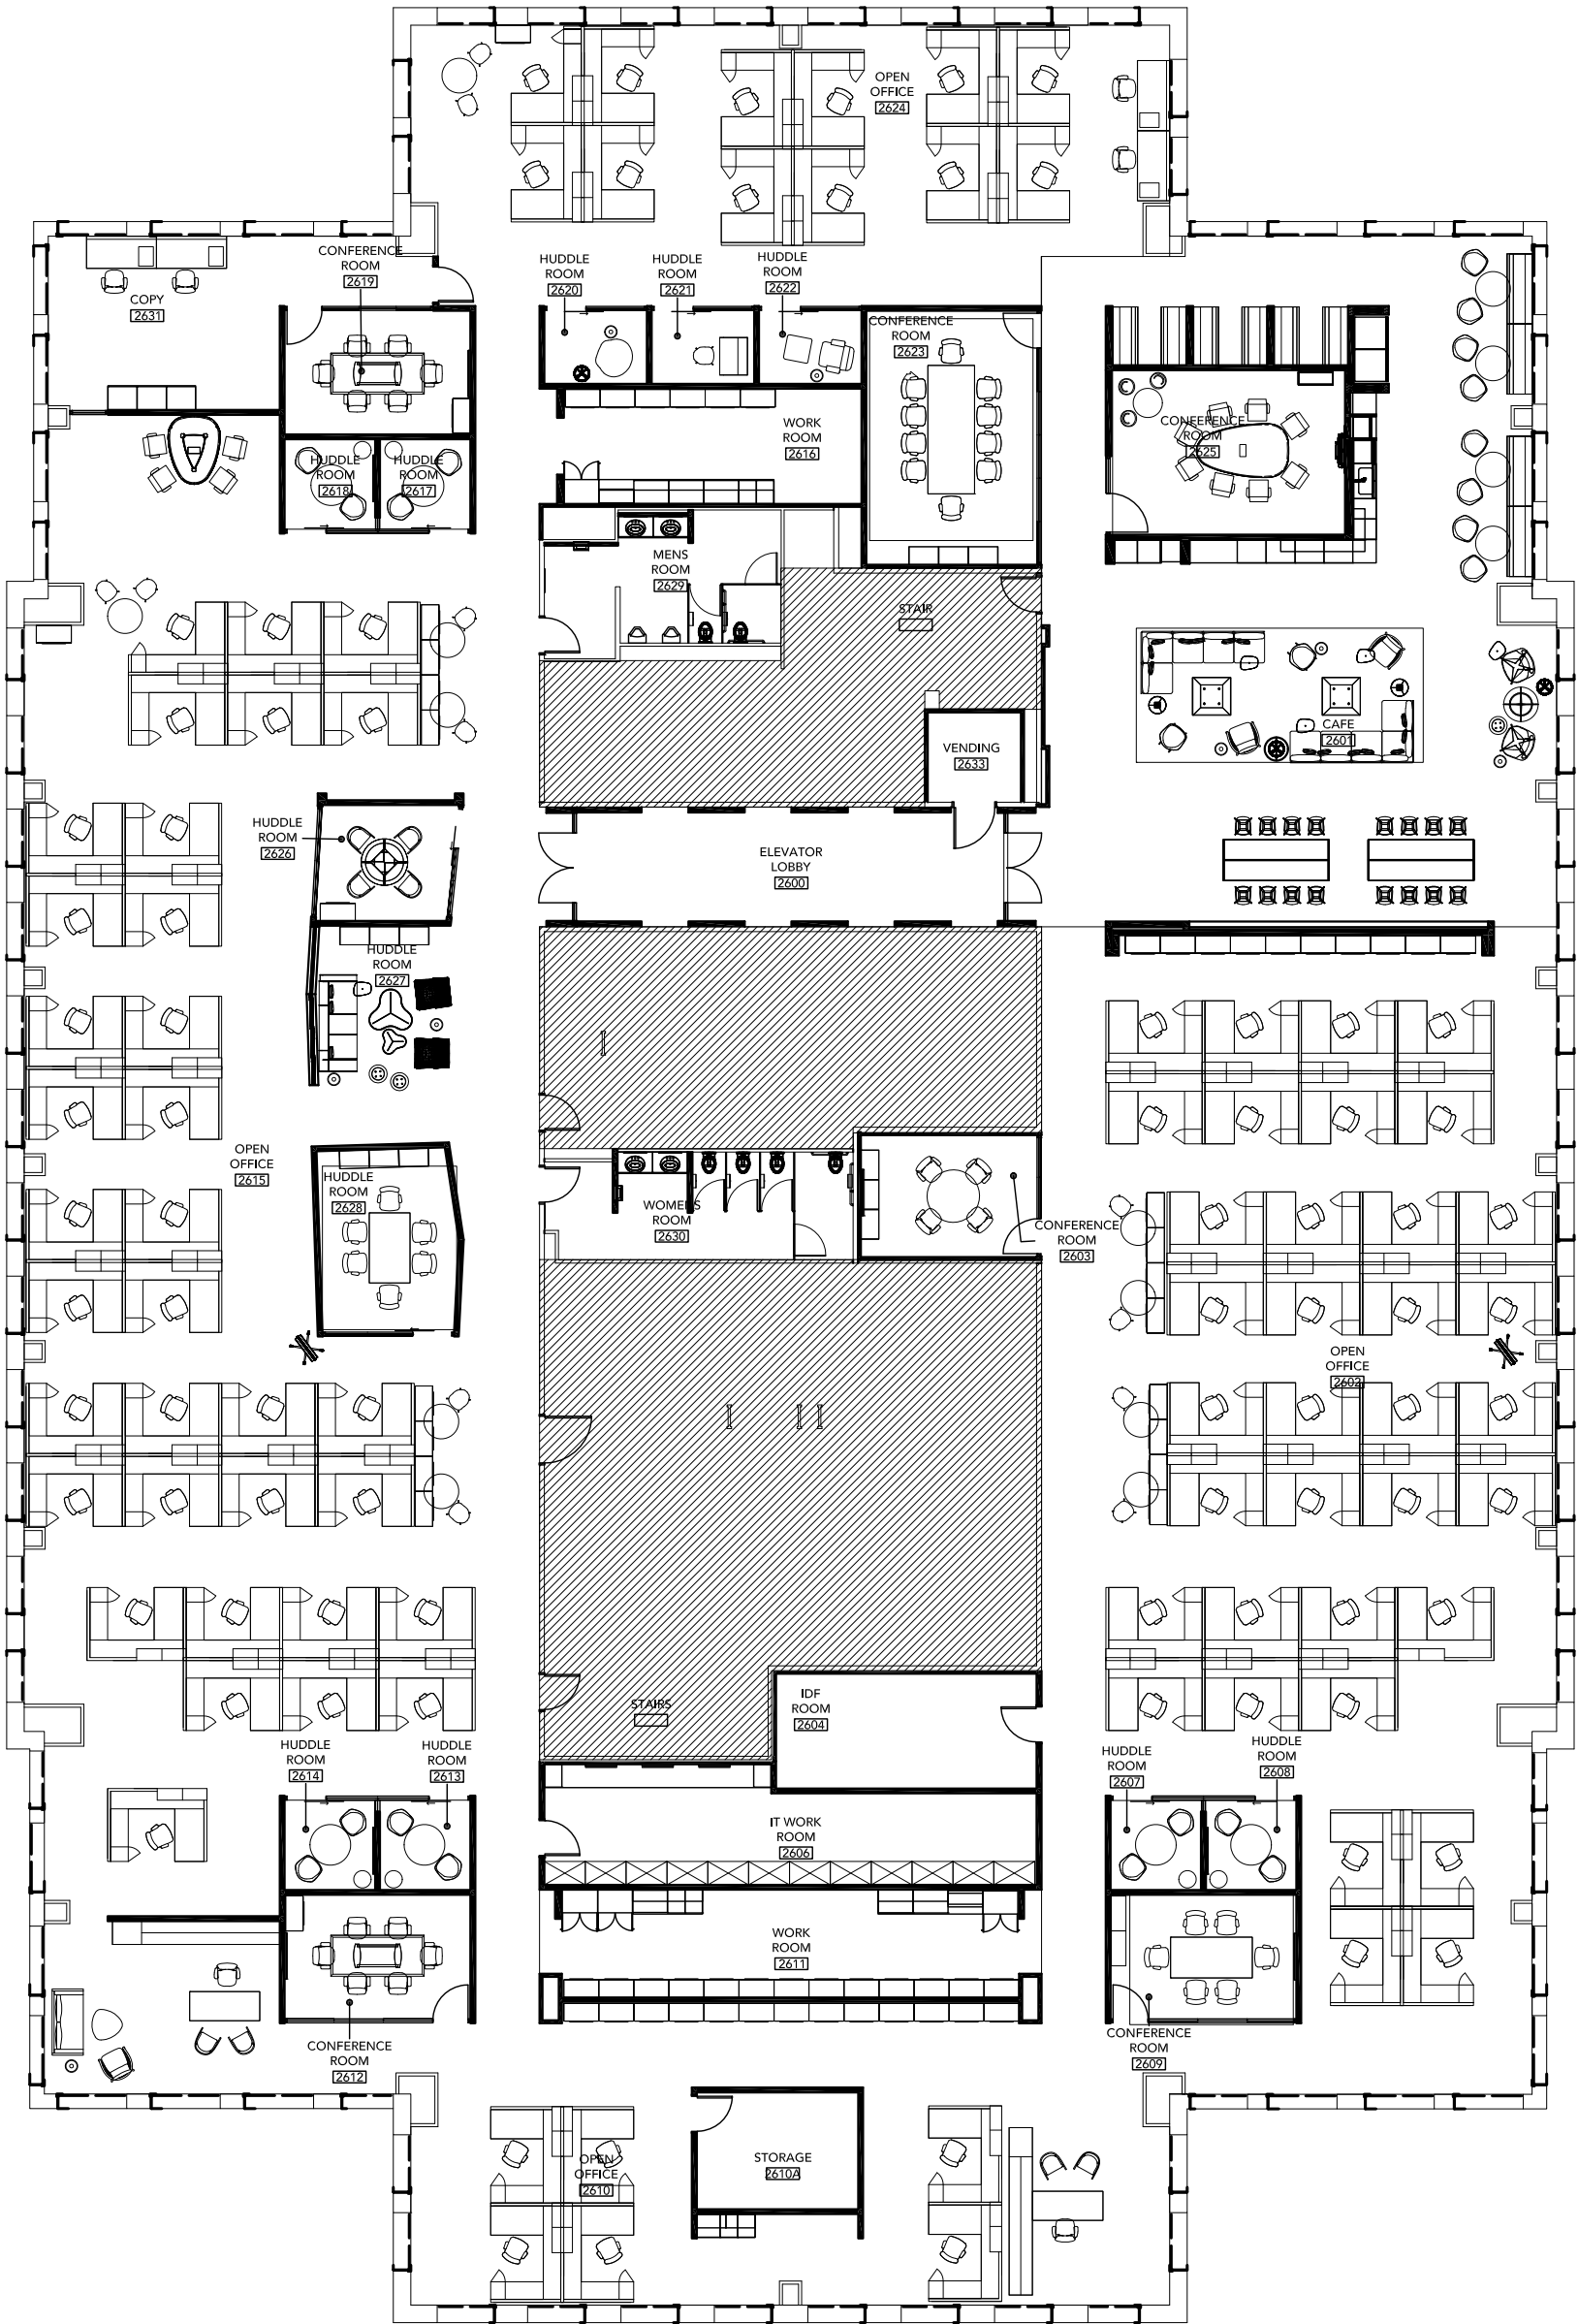 OPEN
OFFICE
2624
CONFERENCE
ROOM
2619
COPY
2631
HUDDLE
ROOM
2620
HUDDLE
ROOM
2621
HUDDLE
ROOM
2622
CONFERENCE
ROOM
2623
WORK
ROOM
2616
CONFERENCE
ROOM
2625
HUDDLE
ROOM
2618
HUDDLE
ROOM
2617
MENS
ROOM
2629
STAIR
VENDING
2633
CAFE
2601
HUDDLE
ROOM
2626
ELEVATOR
LOBBY
2600
HUDDLE
ROOM
2627
OPEN
OFFICE
2615
HUDDLE
ROOM
2628
WOMENS
ROOM
2630
CONFERENCE
ROOM
2603
OPEN
OFFICE
2602
STAIRS
IDF
ROOM
2604
HUDDLE
ROOM
2614
HUDDLE
ROOM
2613
HUDDLE
ROOM
2607
HUDDLE
ROOM
2608
IT WORK
ROOM
2606
WORK
ROOM
2611
CONFERENCE
ROOM
2612
CONFERENCE
ROOM
2609
OPEN
OFFICE
2610
STORAGE
2610A